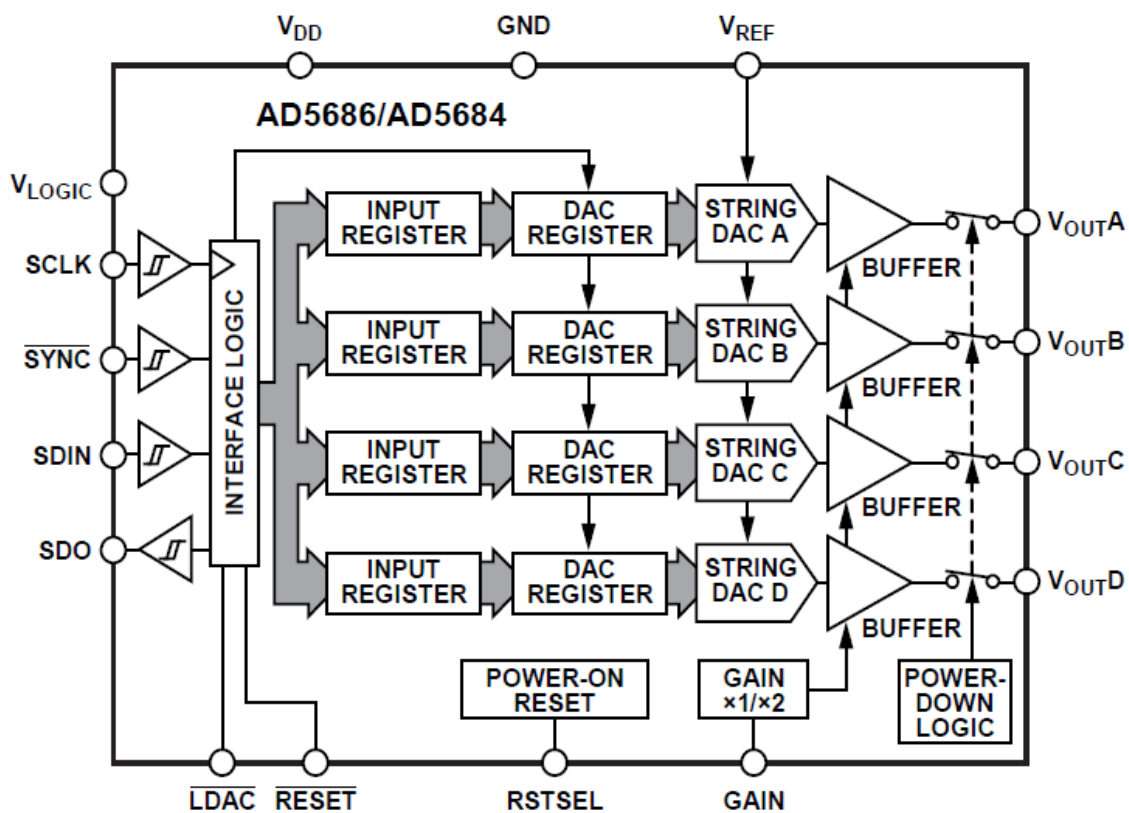 VDD
GND
VREF
AD5686/AD5684
VLOGIC
SCLK
SYNC
SDIN
SDO
INTERFACE LOGIC
INPUT
REGISTER
DAC
REGISTER
STRING
DAC A
BUFFER
VOUTA
INPUT
REGISTER
DAC
REGISTER
STRING
DAC B
BUFFER
VOUTB
INPUT
REGISTER
DAC
REGISTER
STRING
DAC C
BUFFER
VOUTC
INPUT
REGISTER
DAC
REGISTER
STRING
DAC D
BUFFER
VOUTD
POWER-ON
RESET
GAIN
×1/×2
POWER-
DOWN
LOGIC
LDAC
RESET
RSTSEL
GAIN